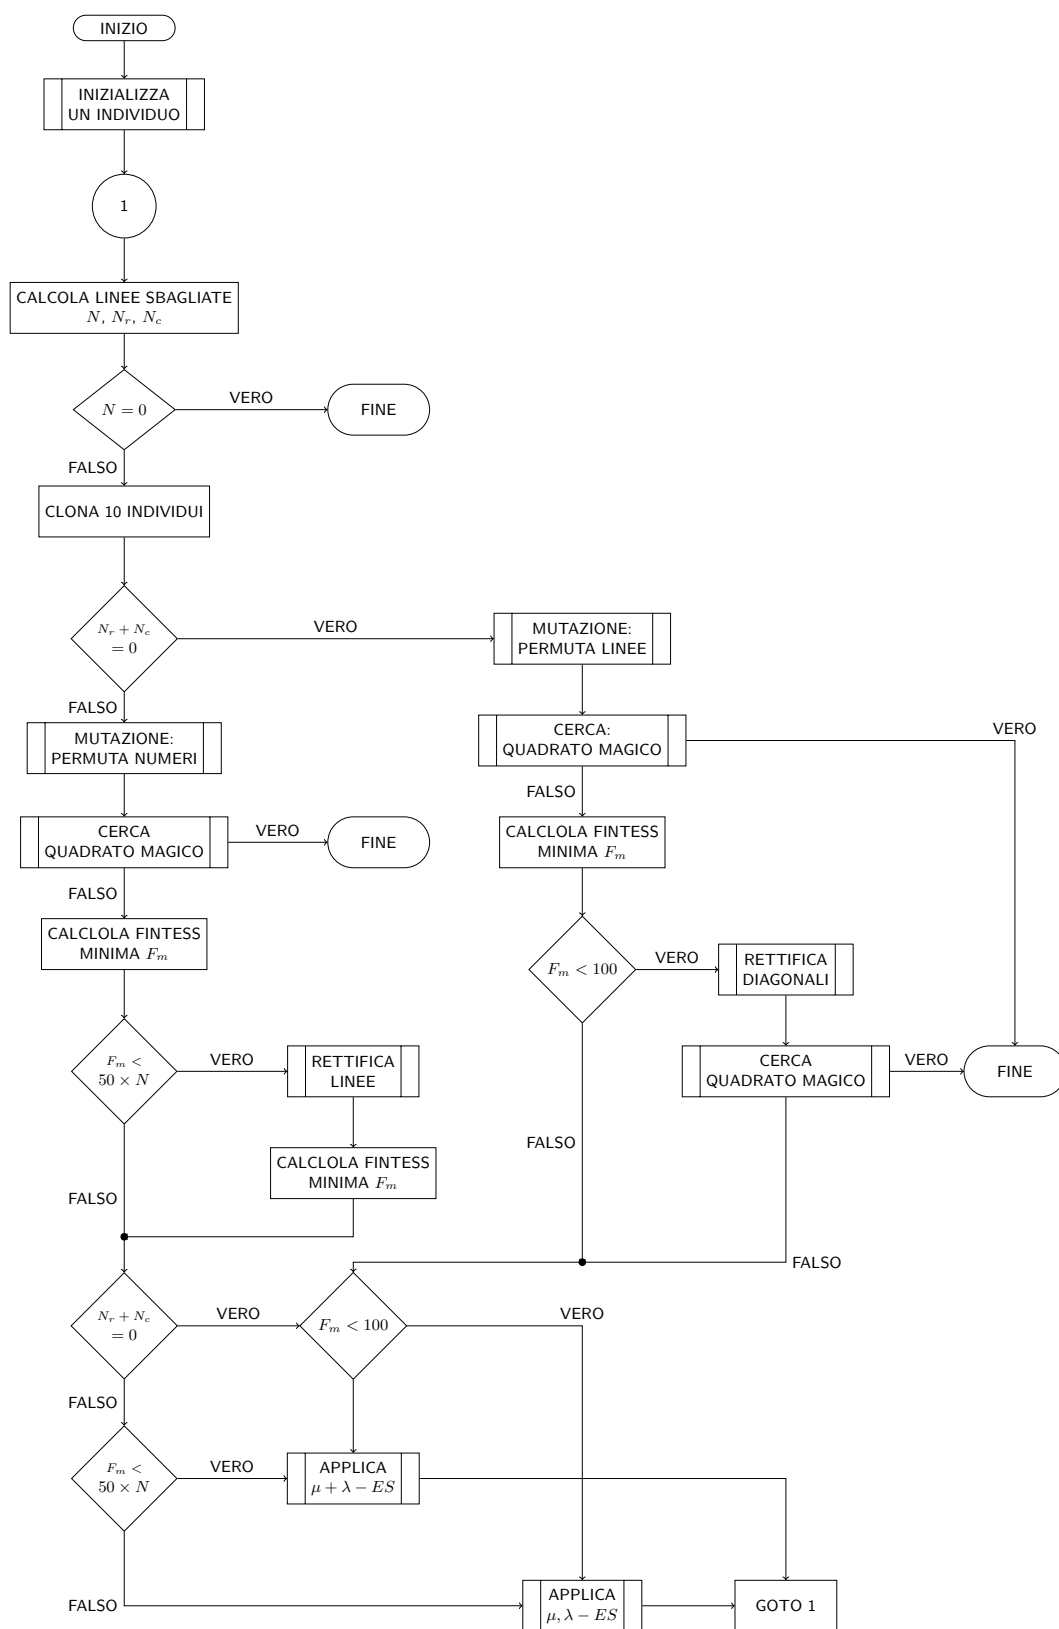 INIZIO
INIZIALIZZA
UN INDIVIDUO
1
CALCOLA LINEE SBAGLIATE
N, N_r, N_c
N = 0
VERO
FINE
FALSO
CLONA 10 INDIVIDUI
N_r + N_c
= 0
VERO
MUTAZIONE:
PERMUTA LINEE
FALSO
MUTAZIONE:
PERMUTA NUMERI
CERCA:
QUADRATO MAGICO
VERO
FALSO
CERCA
QUADRATO MAGICO
VERO
FINE
CALCLOLA FINTESS
MINIMA F_m
FALSO
CALCLOLA FINTESS
MINIMA F_m
F_m < 100
VERO
RETTIFICA
DIAGONALI
F_m <
50 × N
VERO
RETTIFICA
LINEE
CERCA
QUADRATO MAGICO
VERO
FINE
FALSO
CALCLOLA FINTESS
MINIMA F_m
FALSO
FALSO
N_r + N_c
= 0
VERO
F_m < 100
VERO
FALSO
F_m <
50 × N
VERO
APPLICA
μ + λ − ES
FALSO
APPLICA
μ, λ − ES
GOTO 1